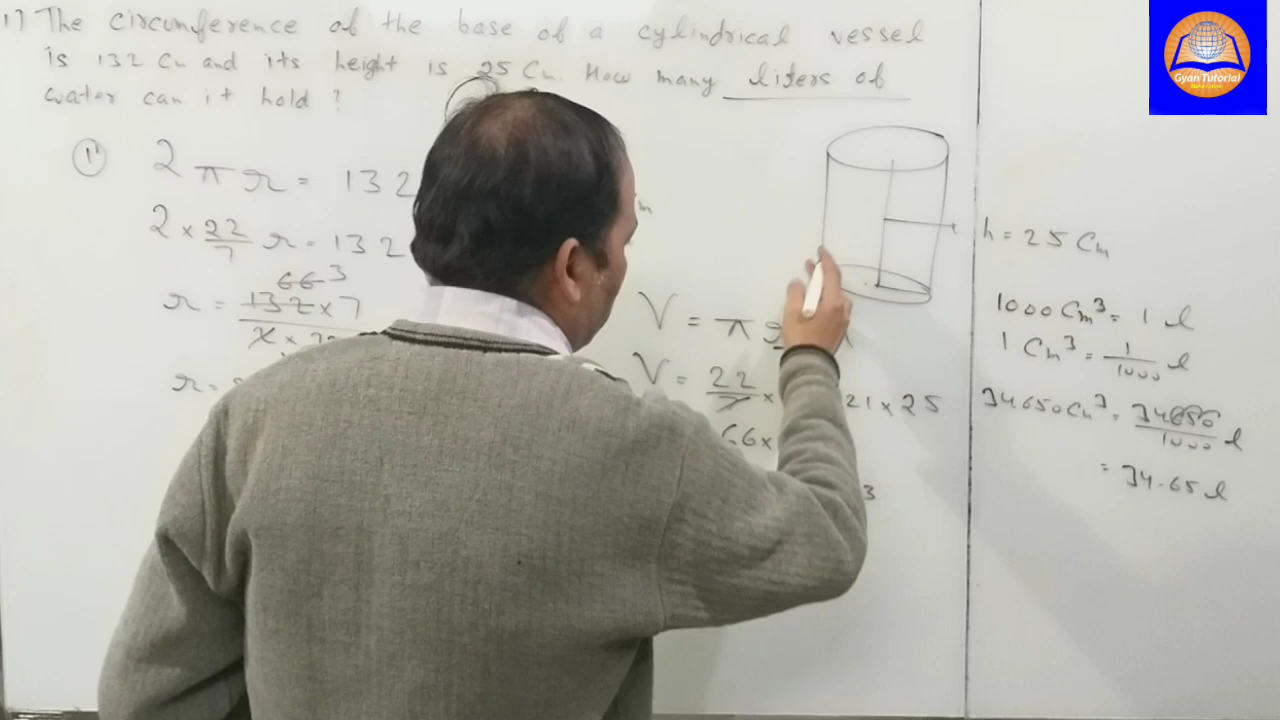 1) The circumference of the base of a cylindrical vessel
is 132 Cm and its height is 25 Cm. How many liters of
water can it hold ?
1)
2 π r = 132
2 × 22/7 r = 132
66 3
r = 132 × 7
2 ×
r =
m
V = π
V = 22/7 × 21 × 25
66 ×
3
h = 25 Cm
1000 Cm³ = 1 l
1 Cm³ = 1/1000 l
34650 Cm³ = 34650/1000 l
= 34.65 l
Gyan Tutorial